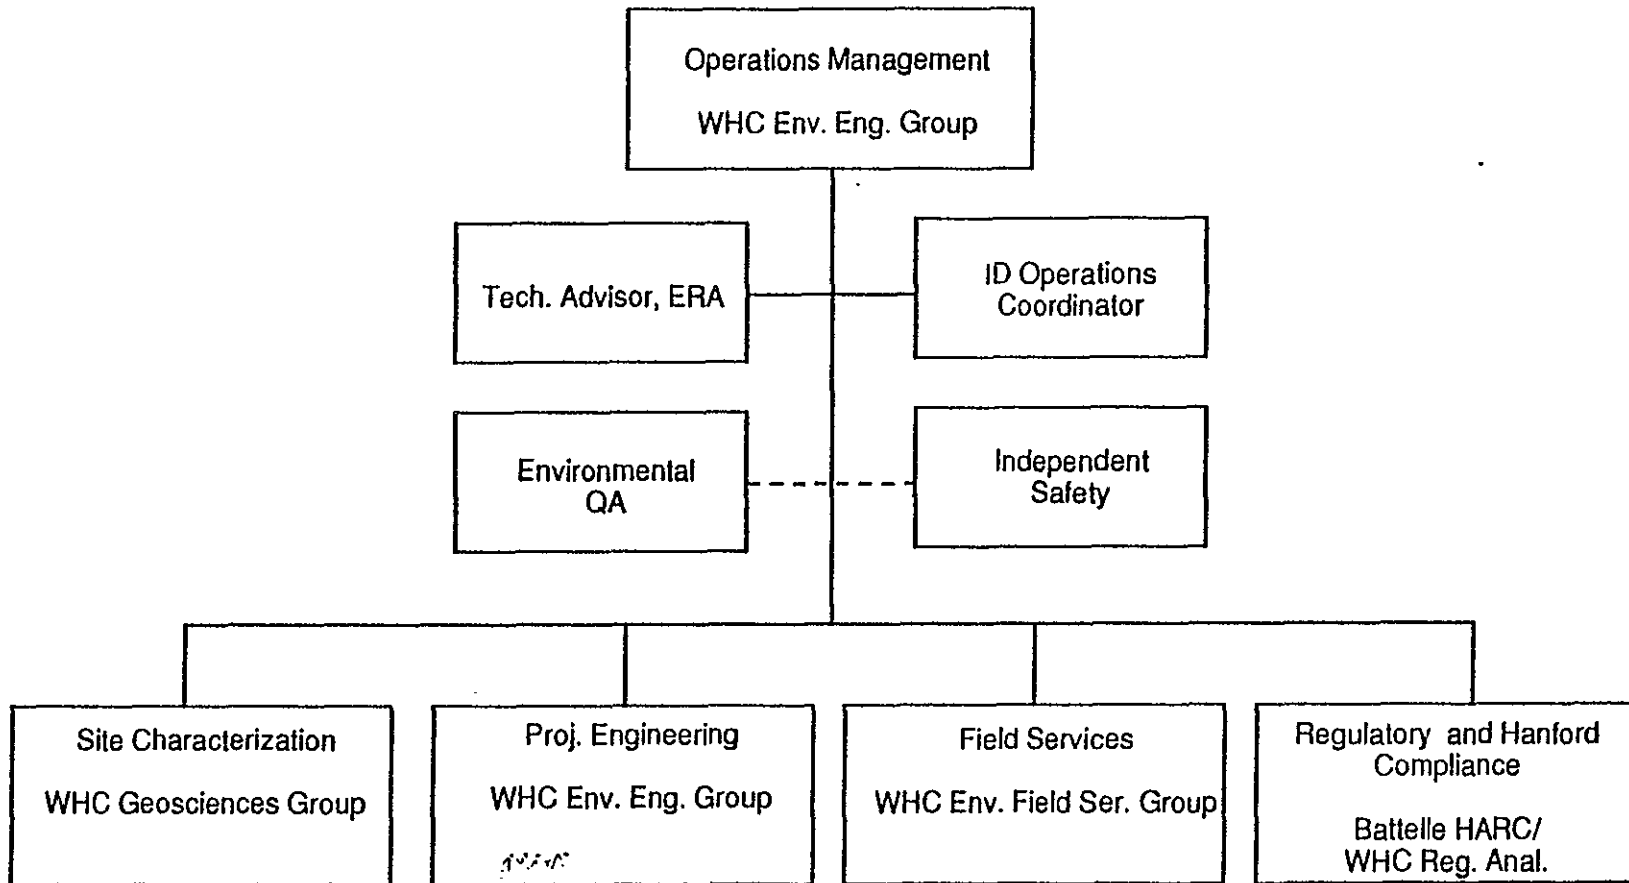 Operations Management
WHC Env. Eng. Group
Tech. Advisor, ERA
ID Operations
Coordinator
Environmental
QA
Independent
Safety
Site Characterization
WHC Geosciences Group
Proj. Engineering
WHC Env. Eng. Group
Field Services
WHC Env. Field Ser. Group
Regulatory and Hanford
Compliance
Battelle HARC/
WHC Reg. Anal.